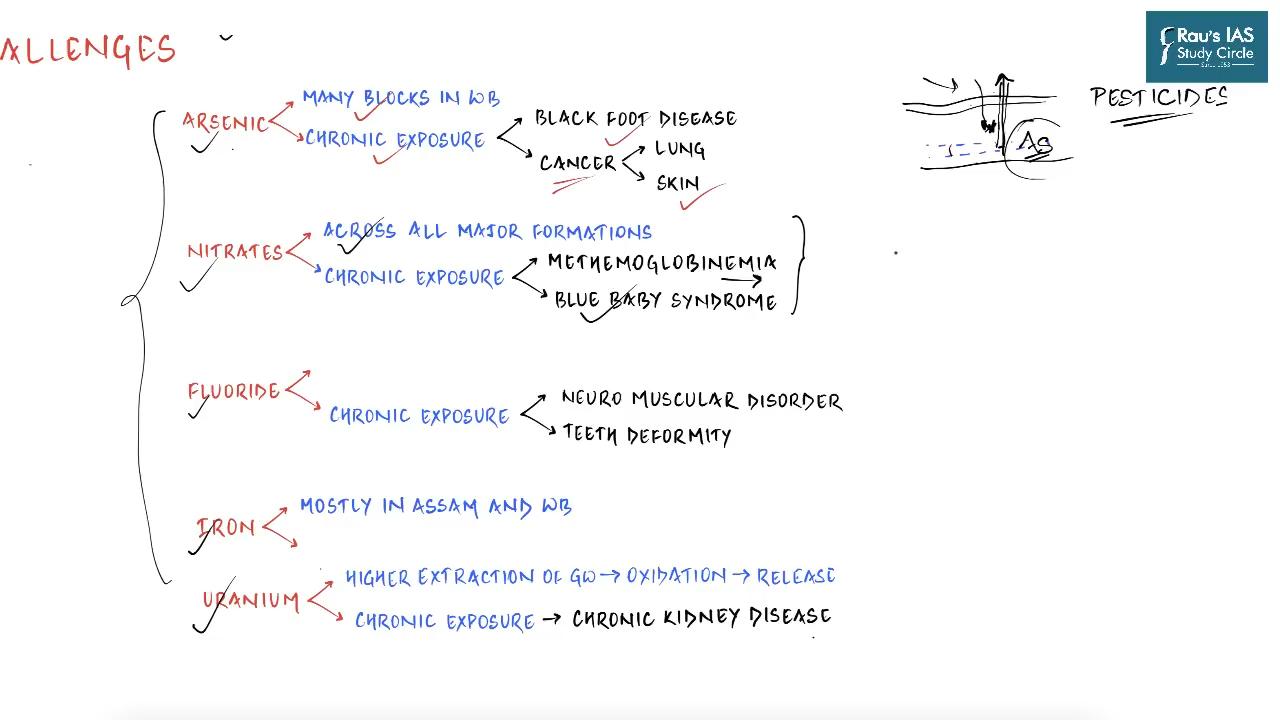 ALLENGES
Rau's IAS
Study Circle
Since 1953
PESTICIDES
As
ARSENIC
MANY BLOCKS IN WB
CHRONIC EXPOSURE
BLACK FOOT DISEASE
CANCER
LUNG
SKIN
NITRATES
ACROSS ALL MAJOR FORMATIONS
CHRONIC EXPOSURE
METHEMOGLOBINEMIA
BLUE BABY SYNDROME
FLUORIDE
CHRONIC EXPOSURE
NEURO MUSCULAR DISORDER
TEETH DEFORMITY
IRON
MOSTLY IN ASSAM AND WB
URANIUM
HIGHER EXTRACTION OF GW → OXIDATION → RELEASE
CHRONIC EXPOSURE → CHRONIC KIDNEY DISEASE